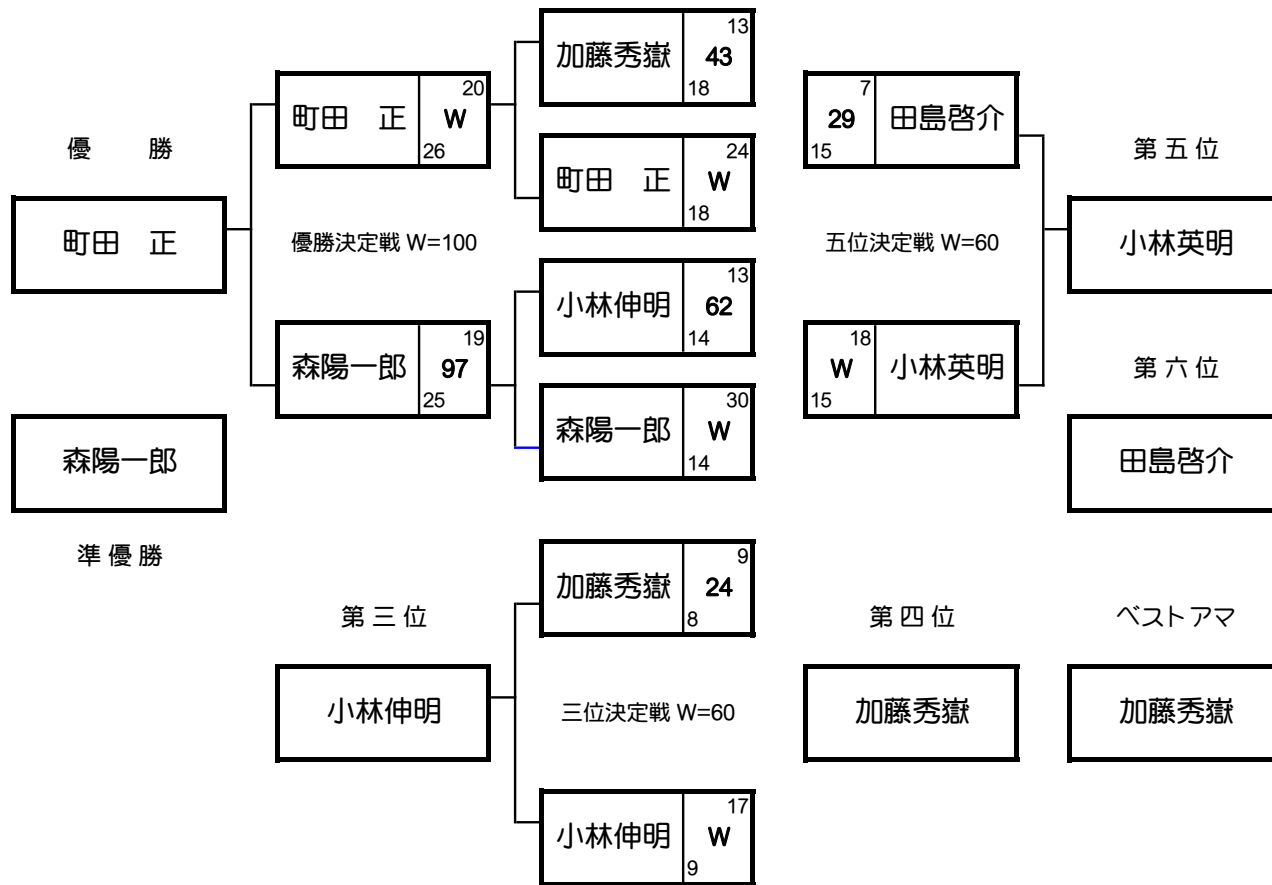 加藤秀嶽 43 13 18
町田 正 W 20 26
29 7 15 田島啓介
優 勝
町田 正 W 24 18
第五位
町田 正
優勝決定戦 W=100
五位決定戦 W=60
小林英明
小林伸明 62 13 14
森陽一郎 97 19 25
W 18 15 小林英明
第六位
森陽一郎 W 30 14
森陽一郎
田島啓介
準優勝
加藤秀嶽 24 9 8
第三位
第四位
ベストアマ
小林伸明
三位決定戦 W=60
加藤秀嶽
加藤秀嶽
小林伸明 W 17 9